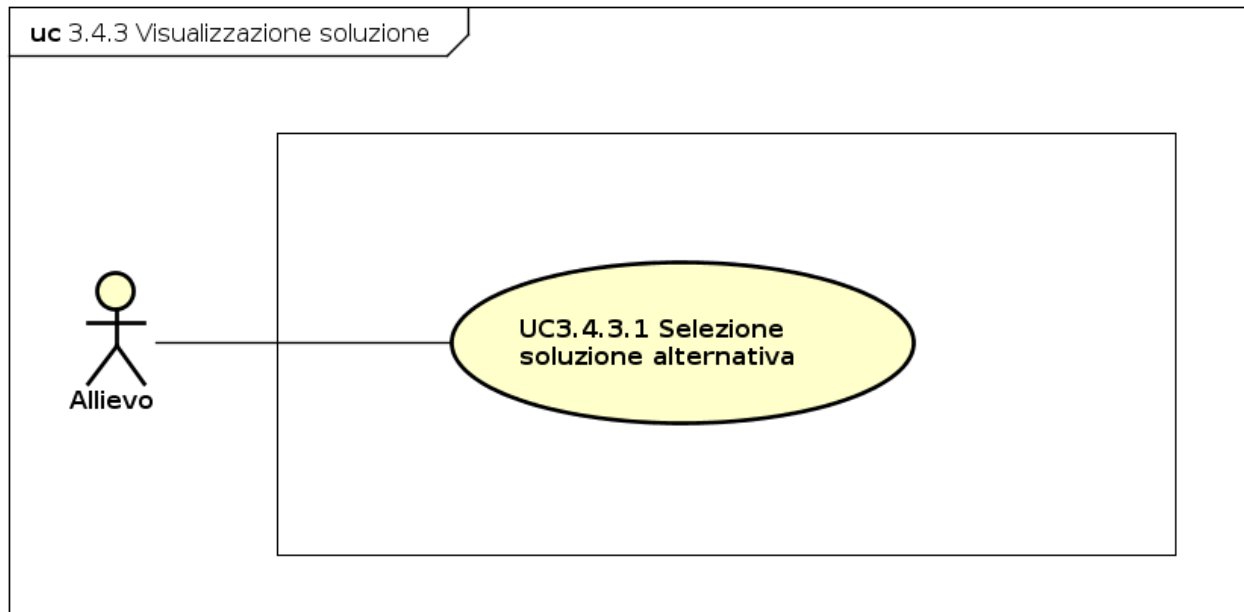 uc 3.4.3 Visualizzazione soluzione
UC3.4.3.1 Selezione
soluzione alternativa
Allievo